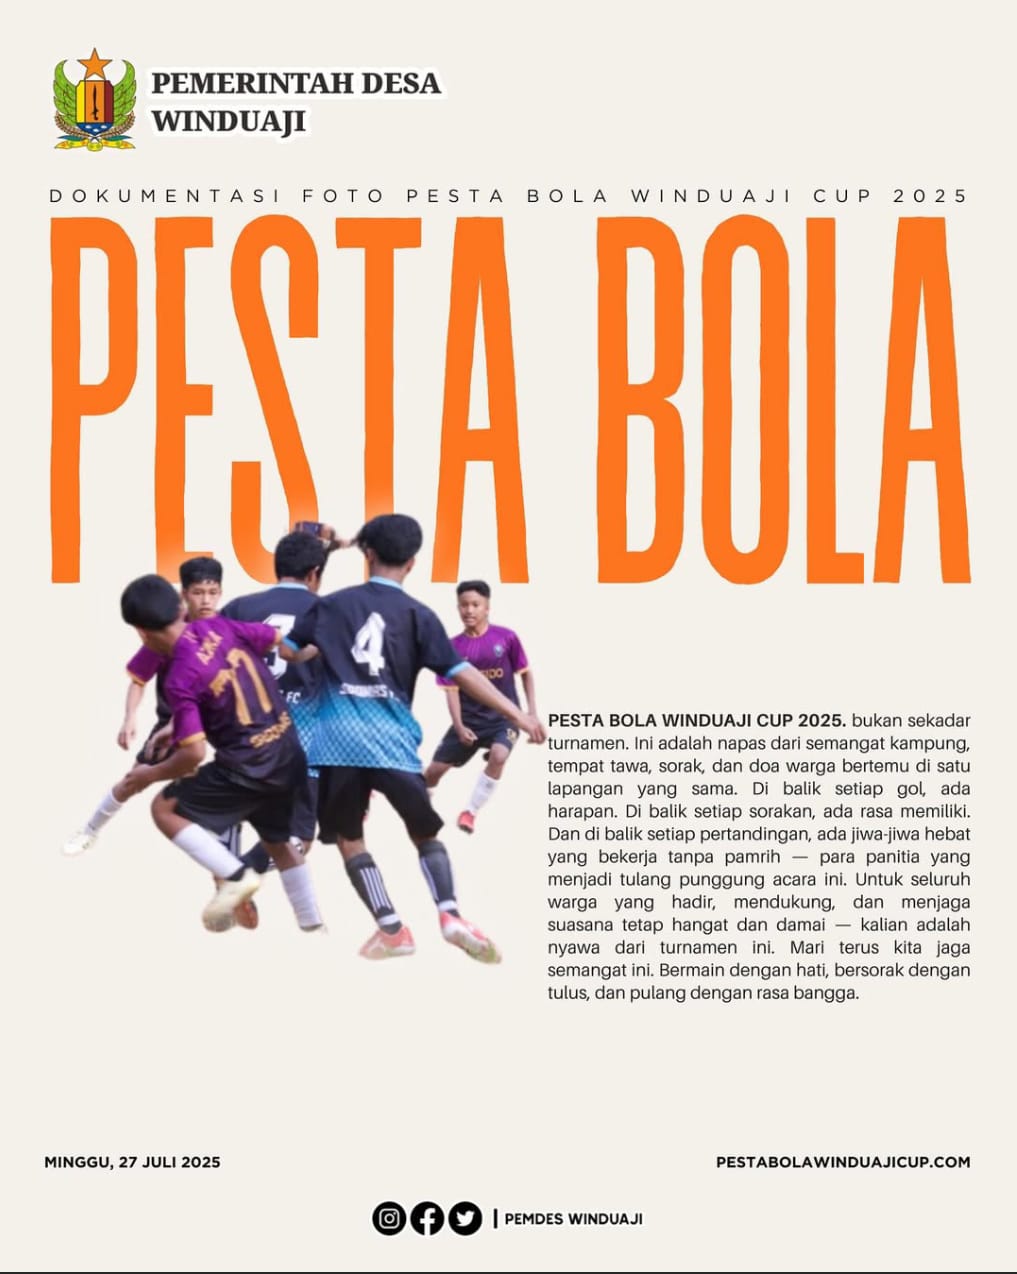 PEMERINTAH DESA
WINDUAJI
DOKUMENTASI FOTO PESTA BOLA WINDUAJI CUP 2025
PESTA BOLA
3
4
FC
11
PESTA BOLA WINDUAJI CUP 2025. bukan sekadar
turnamen. Ini adalah napas dari semangat kampung,
tempat tawa, sorak, dan doa warga bertemu di satu
lapangan yang sama. Di balik setiap gol, ada
harapan. Di balik setiap sorakan, ada rasa memiliki.
Dan di balik setiap pertandingan, ada jiwa-jiwa hebat
yang bekerja tanpa pamrih — para panitia yang
menjadi tulang punggung acara ini. Untuk seluruh
warga yang hadir, mendukung, dan menjaga
suasana tetap hangat dan damai — kalian adalah
nyawa dari turnamen ini. Mari terus kita jaga
semangat ini. Bermain dengan hati, bersorak dengan
tulus, dan pulang dengan rasa bangga.
MINGGU, 27 JULI 2025
PESTABOLAWINDUAJICUP.COM
| PEMDES WINDUAJI